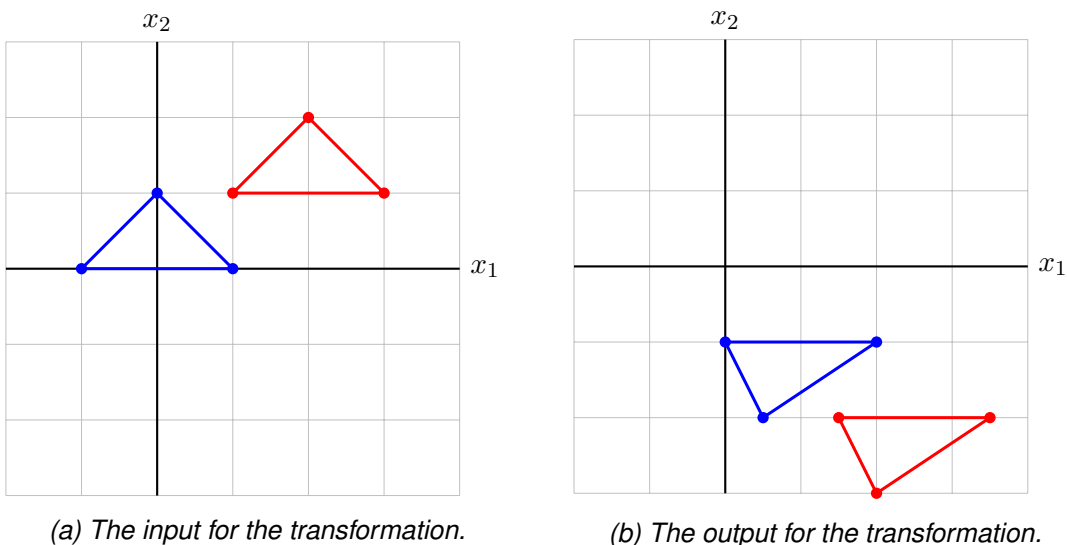 x₂
x₂
x₁
x₁
(a) The input for the transformation.
(b) The output for the transformation.